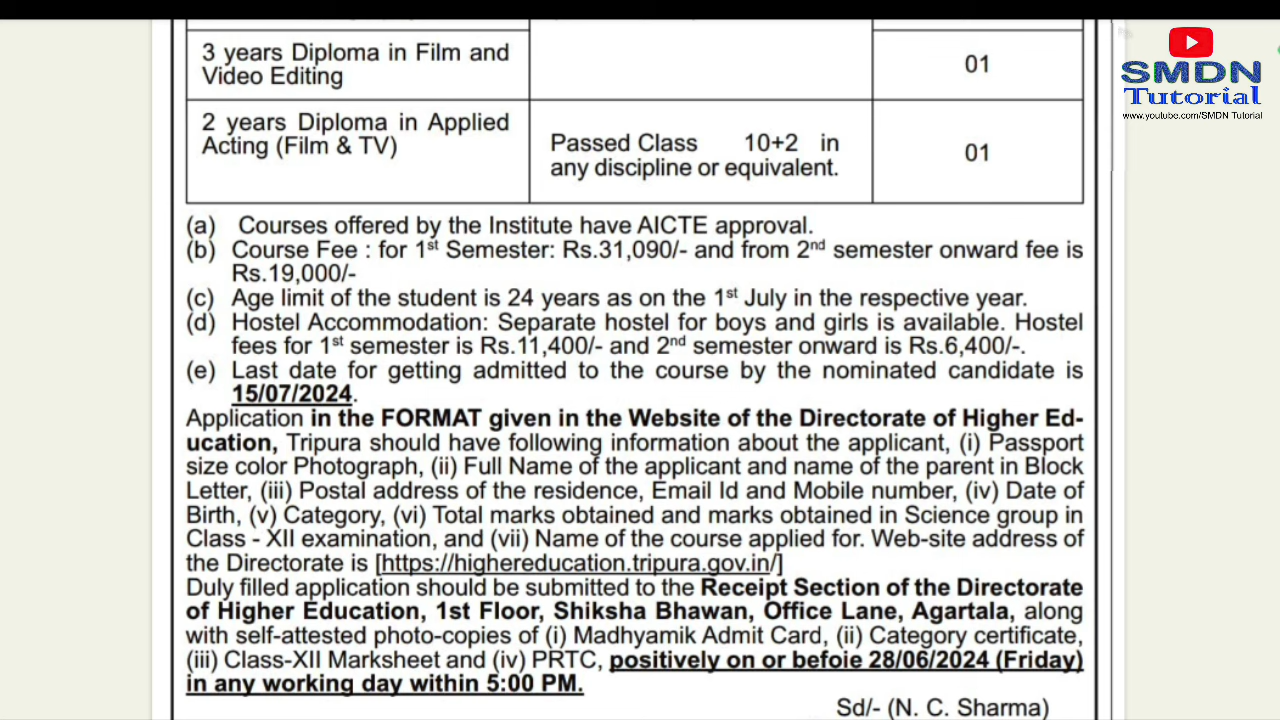 3 years Diploma in Film and
Video Editing
01
2 years Diploma in Applied
Acting (Film & TV)
Passed Class 10+2 in
any discipline or equivalent.
01
(a) Courses offered by the Institute have AICTE approval.
(b) Course Fee : for 1st Semester: Rs.31,090/- and from 2nd semester onward fee is
Rs.19,000/-
(c) Age limit of the student is 24 years as on the 1st July in the respective year.
(d) Hostel Accommodation: Separate hostel for boys and girls is available. Hostel
fees for 1st semester is Rs.11,400/- and 2nd semester onward is Rs.6,400/-.
(e) Last date for getting admitted to the course by the nominated candidate is
15/07/2024.
Application in the FORMAT given in the Website of the Directorate of Higher Ed-
ucation, Tripura should have following information about the applicant, (i) Passport
size color Photograph, (ii) Full Name of the applicant and name of the parent in Block
Letter, (iii) Postal address of the residence, Email Id and Mobile number, (iv) Date of
Birth, (v) Category, (vi) Total marks obtained and marks obtained in Science group in
Class - XII examination, and (vii) Name of the course applied for. Web-site address of
the Directorate is [https://highereducation.tripura.gov.in/]
Duly filled application should be submitted to the Receipt Section of the Directorate
of Higher Education, 1st Floor, Shiksha Bhawan, Office Lane, Agartala, along
with self-attested photo-copies of (i) Madhyamik Admit Card, (ii) Category certificate,
(iii) Class-XII Marksheet and (iv) PRTC, positively on or befoie 28/06/2024 (Friday)
in any working day within 5:00 PM.
Sd/- (N. C. Sharma)
SMDN
Tutorial
www.youtube.com/SMDN Tutorial